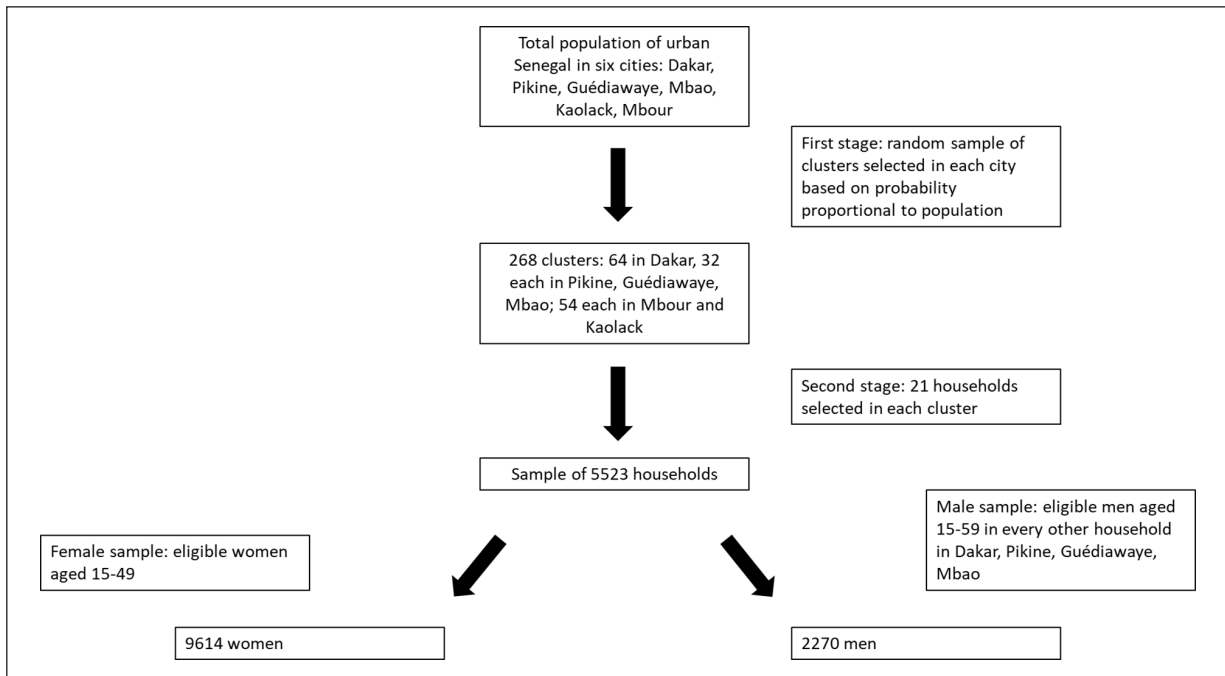 Total population of urban
Senegal in six cities: Dakar,
Pikine, Guédiawaye, Mbao,
Kaolack, Mbour
First stage: random sample of
clusters selected in each city
based on probability
proportional to population
268 clusters: 64 in Dakar, 32
each in Pikine, Guédiawaye,
Mbao; 54 each in Mbour and
Kaolack
Second stage: 21 households
selected in each cluster
Sample of 5523 households
Female sample: eligible women
aged 15-49
Male sample: eligible men aged
15-59 in every other household
in Dakar, Pikine, Guédiawaye,
Mbao
9614 women
2270 men